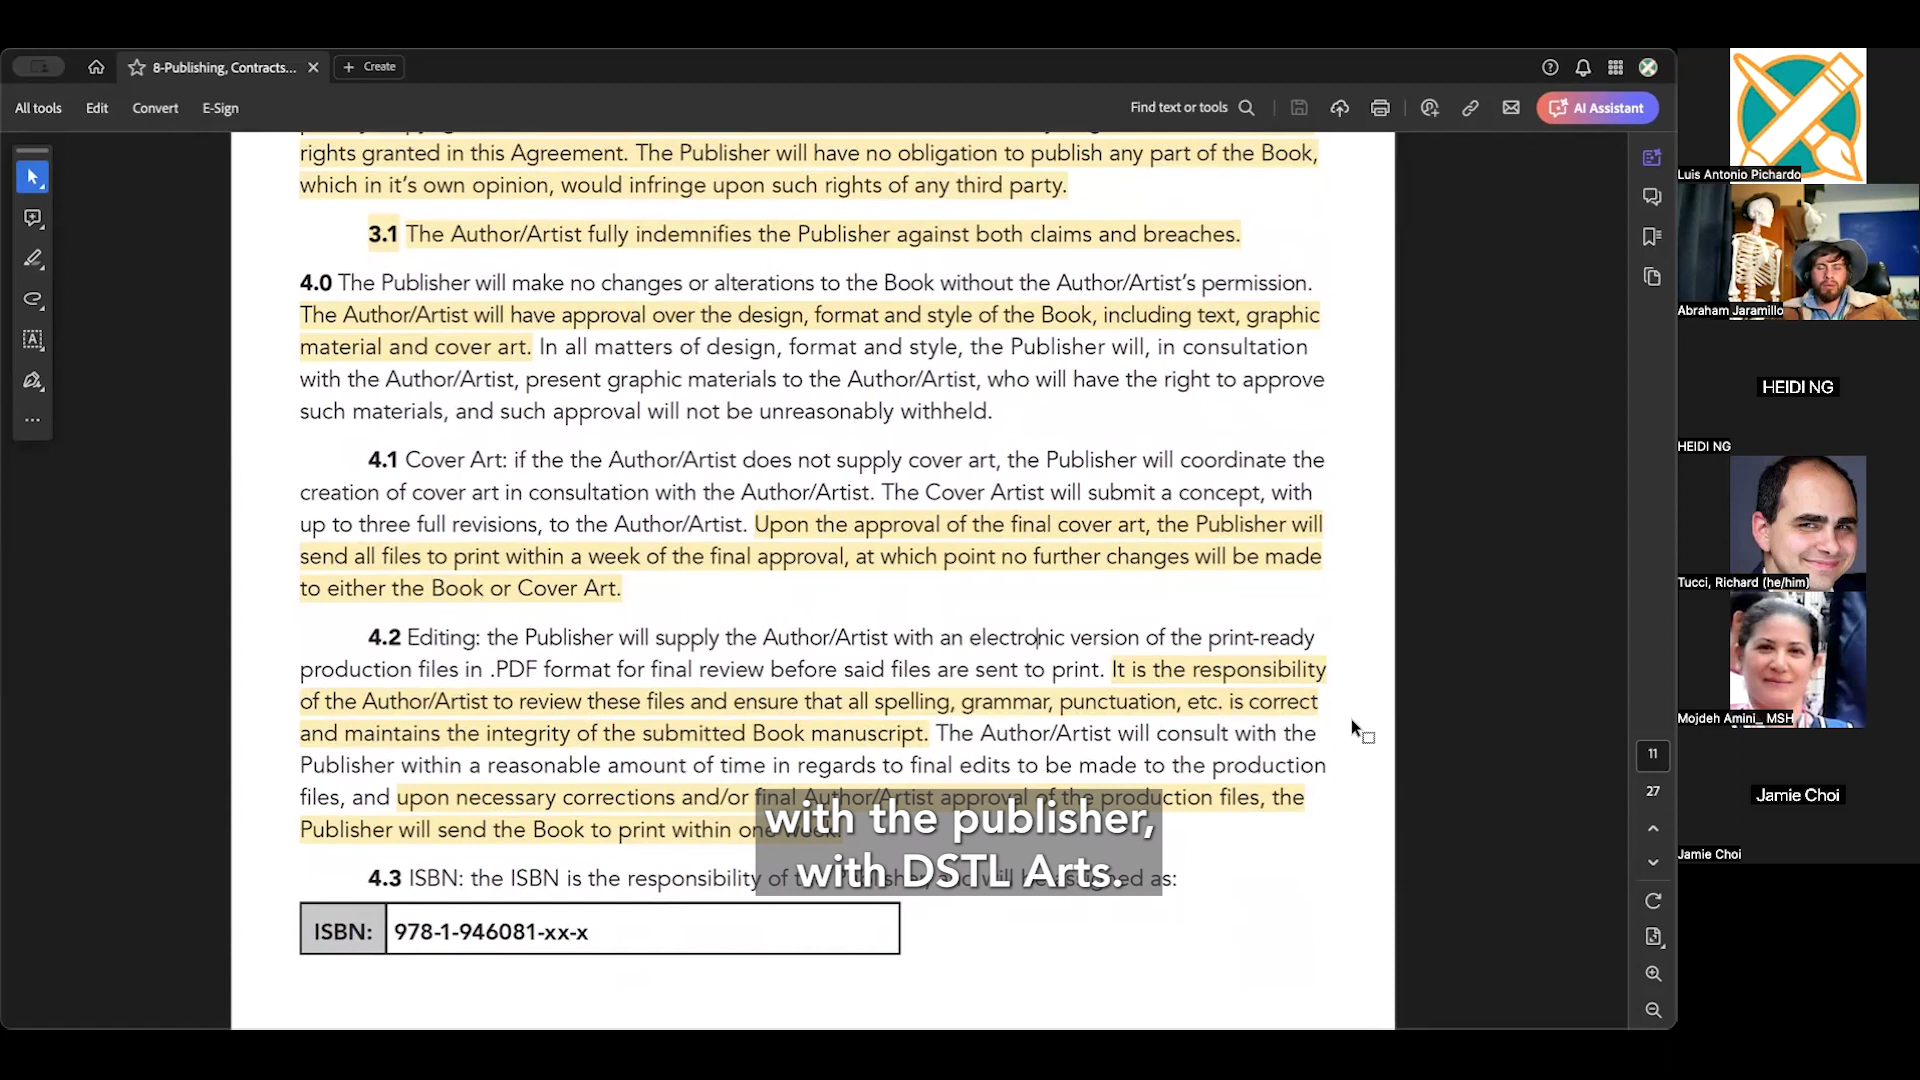 8-Publishing, Contracts...
Create
All tools
Edit
Convert
E-Sign
Find text or tools
AI Assistant
rights granted in this Agreement. The Publisher will have no obligation to publish any part of the Book,
which in it's own opinion, would infringe upon such rights of any third party.
3.1 The Author/Artist fully indemnifies the Publisher against both claims and breaches.
4.0 The Publisher will make no changes or alterations to the Book without the Author/Artist's permission.
The Author/Artist will have approval over the design, format and style of the Book, including text, graphic
material and cover art. In all matters of design, format and style, the Publisher will, in consultation
with the Author/Artist, present graphic materials to the Author/Artist, who will have the right to approve
such materials, and such approval will not be unreasonably withheld.
4.1 Cover Art: if the the Author/Artist does not supply cover art, the Publisher will coordinate the
creation of cover art in consultation with the Author/Artist. The Cover Artist will submit a concept, with
up to three full revisions, to the Author/Artist. Upon the approval of the final cover art, the Publisher will
send all files to print within a week of the final approval, at which point no further changes will be made
to either the Book or Cover Art.
4.2 Editing: the Publisher will supply the Author/Artist with an electronic version of the print-ready
production files in .PDF format for final review before said files are sent to print. It is the responsibility
of the Author/Artist to review these files and ensure that all spelling, grammar, punctuation, etc. is correct
and maintains the integrity of the submitted Book manuscript. The Author/Artist will consult with the
Publisher within a reasonable amount of time in regards to final edits to be made to the production
files, and upon necessary corrections and/or final Author/Artist approval of the production files, the
Publisher will send the Book to print within one week.
4.3 ISBN: the ISBN is the responsibility of the Publisher, and will be assigned as:
ISBN: 978-1-946081-xx-x
with the publisher,
with DSTL Arts.
11
27
Luis Antonio Pichardo
Abraham Jaramillo
HEIDI NG
HEIDI NG
Tucci, Richard (he/him)
Mojdeh Amini_ MSH
Jamie Choi
Jamie Choi